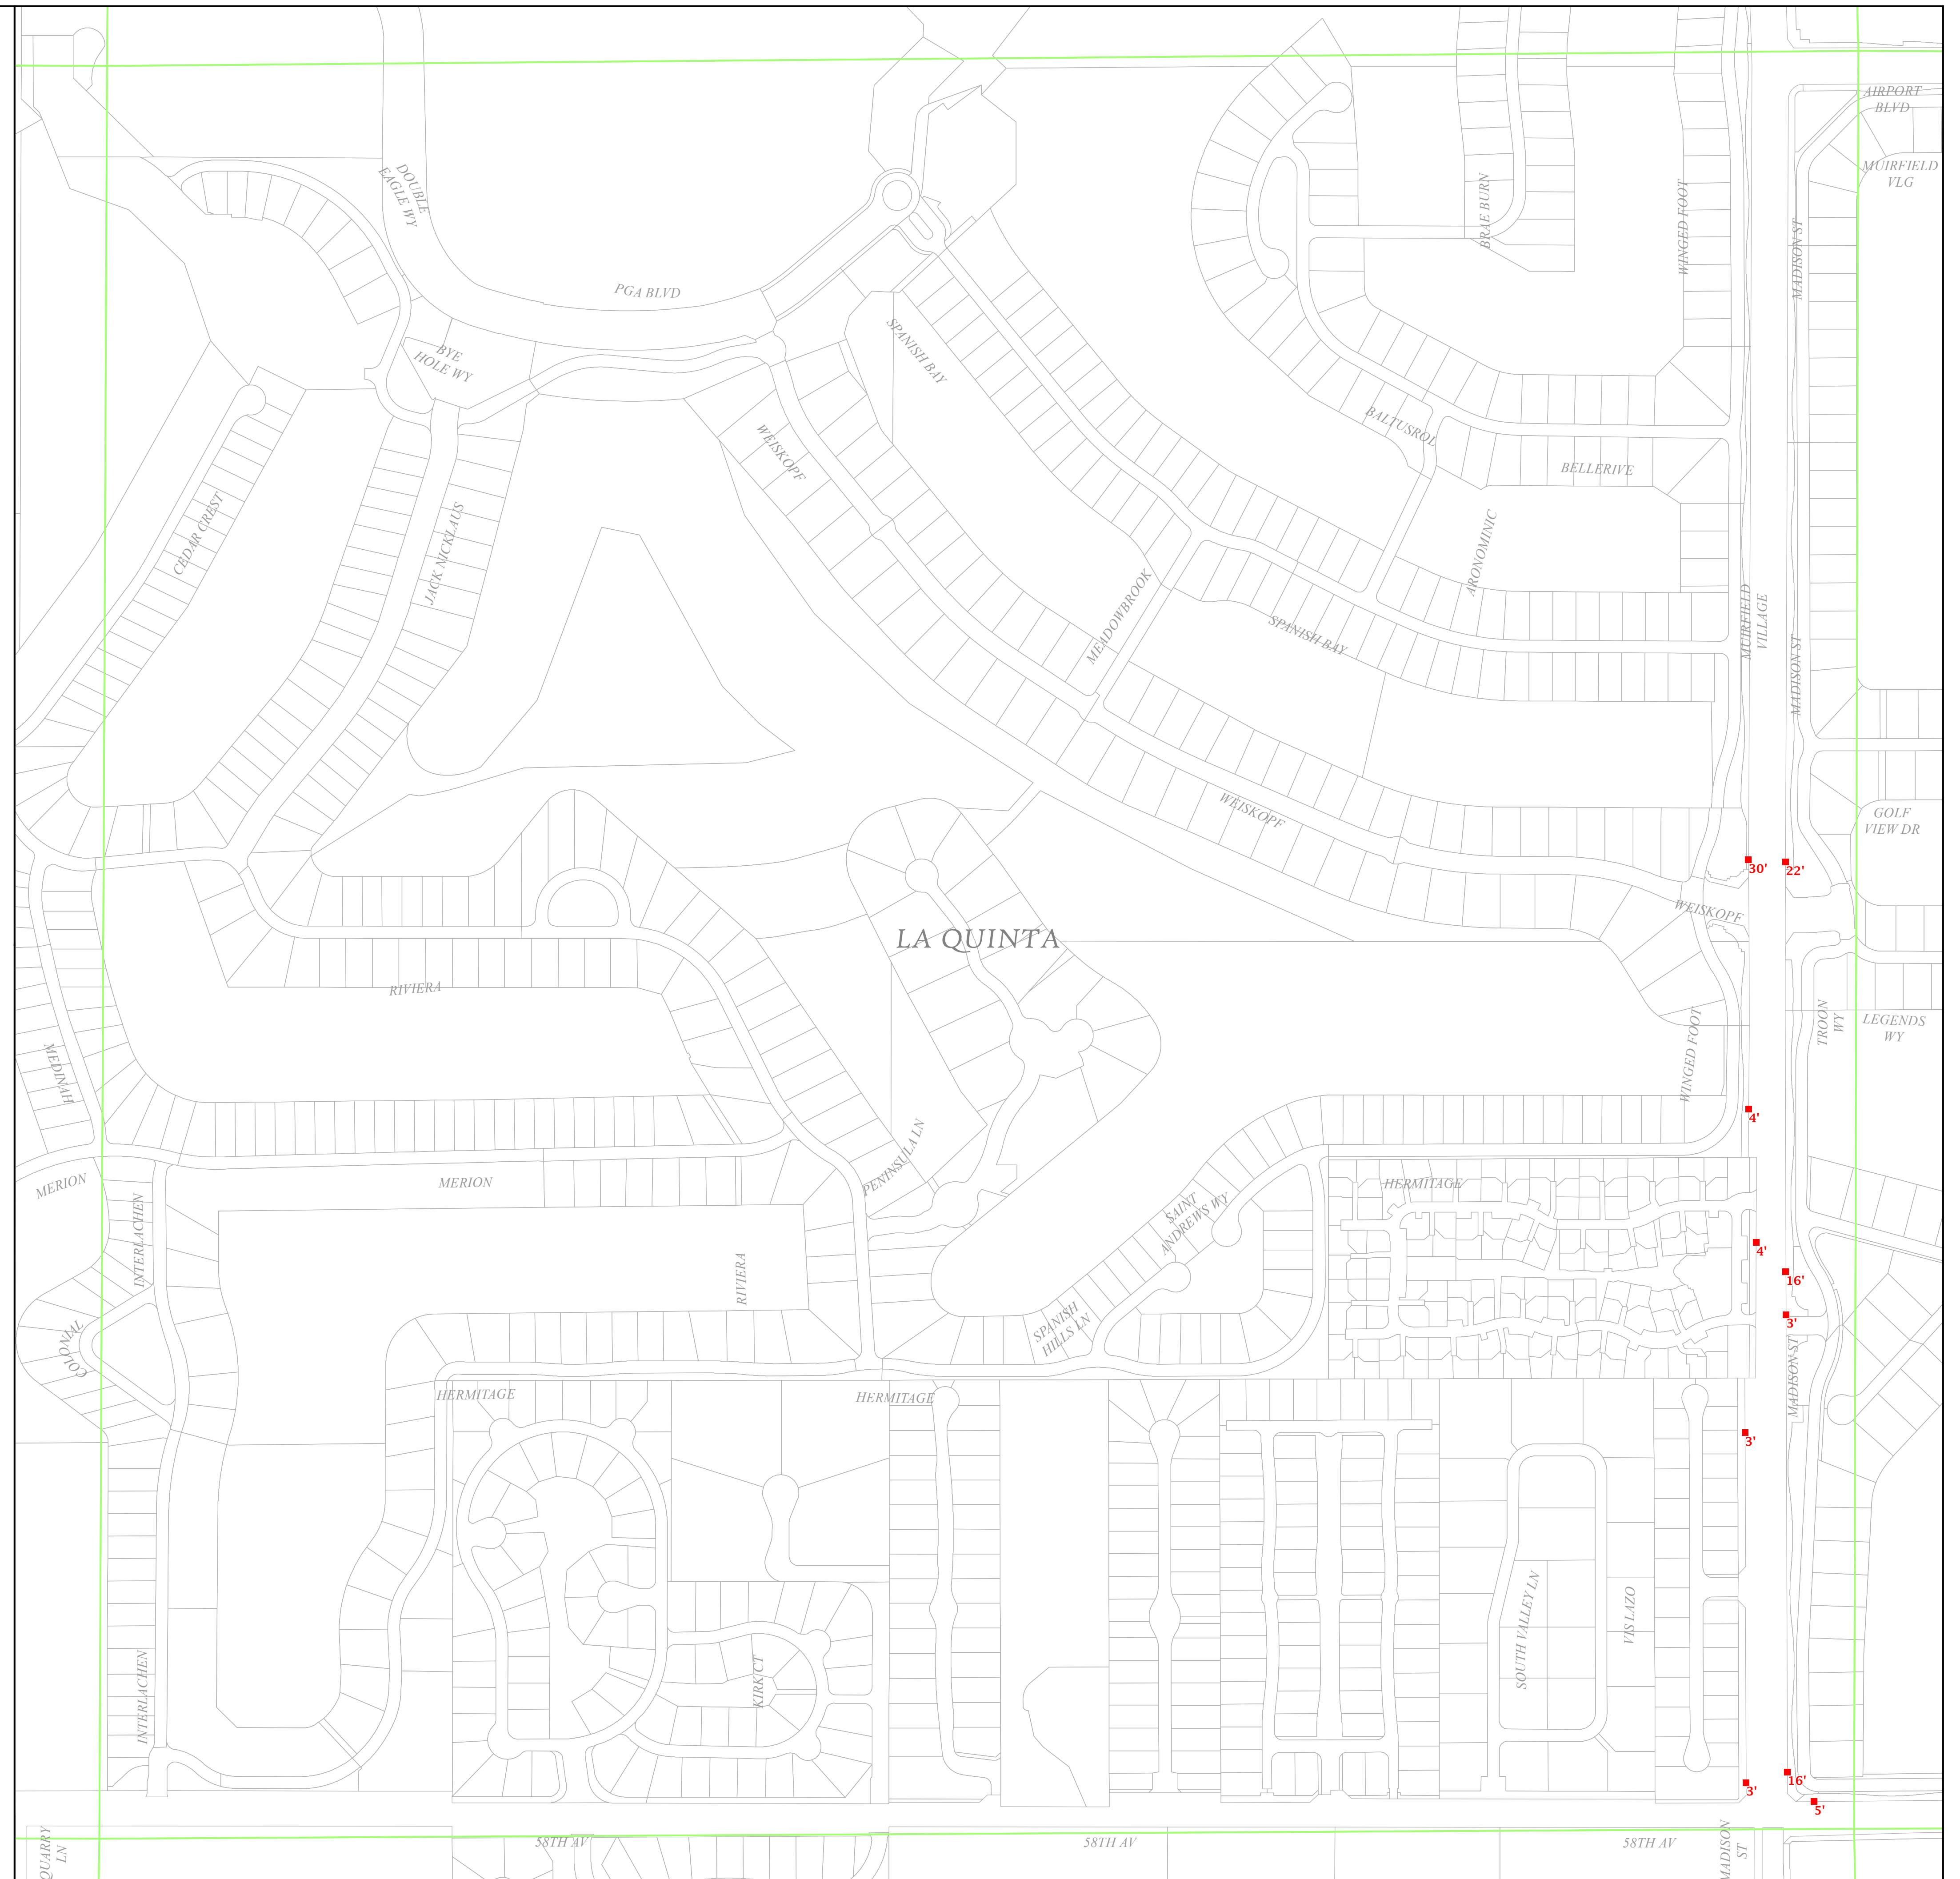 AIRPORT
BLVD
MUIRFIELD
VLG
DOUBLE
EAGLE WY
BRAE BURN
WINGED FOOT
MADISON ST
PGA BLVD
SPANISH BAY
BYE
HOLE WY
WEISKOPF
BALTUSROL
BELLERIVE
CEDAR CREST
JACK NICKLAUS
ARONOMINIC
MEADOWBROOK
SPANISH BAY
MUIRFIELD
VILLAGE
MADISON ST
WEISKOPF
GOLF
VIEW DR
30'
22'
WEISKOPF
LA QUINTA
RIVIERA
TROON
WY
LEGENDS
WY
WINGED FOOT
MEDINAH
4'
PENINSULA LN
MERION
MERION
HERMITAGE
SAINT
ANDREWS WY
INTERLACHEN
RIVIERA
4'
16'
3'
SPANISH
HILLS LN
COLONIAL
MADISON ST
HERMITAGE
HERMITAGE
3'
SOUTH VALLEY LN
VIS LAZO
KIRK CT
INTERLACHEN
16'
3'
5'
QUARRY
LN
58TH AV
58TH AV
58TH AV
MADISON
ST